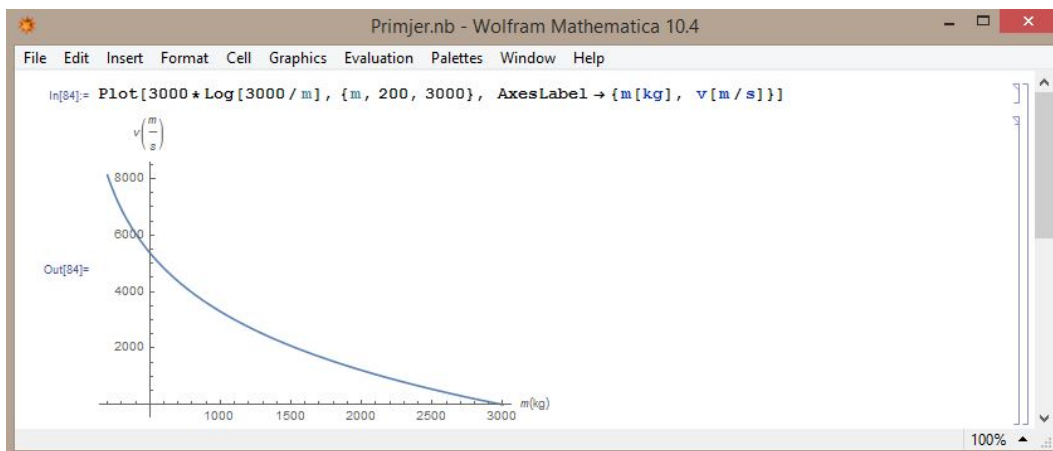 Primjer.nb - Wolfram Mathematica 10.4
File Edit Insert Format Cell Graphics Evaluation Palettes Window Help
In[84]:= Plot[3000 * Log[3000 / m], {m, 200, 3000}, AxesLabel → {m[kg], v[m / s]}]
v(m/s)
8000
6000
Out[84]=
4000
2000
1000 1500 2000 2500 3000 m(kg)
100%